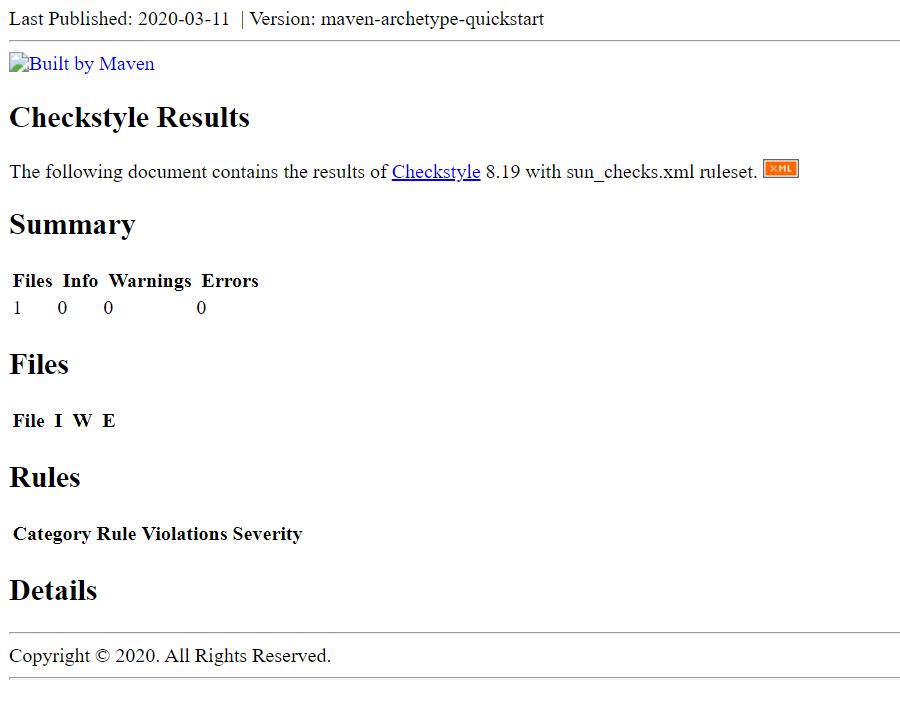 Last Published: 2020-03-11 | Version: maven-archetype-quickstart
Built by Maven
Checkstyle Results
The following document contains the results of Checkstyle 8.19 with sun_checks.xml ruleset. XML
Summary
Files Info Warnings Errors
1 0 0 0
Files
File I W E
Rules
Category Rule Violations Severity
Details
Copyright © 2020. All Rights Reserved.